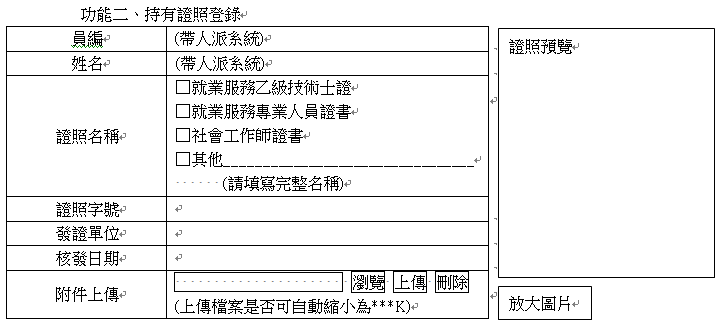 功能二、持有證照登錄
員編 (帶人派系統)
姓名 (帶人派系統)
證照名稱
□就業服務乙級技術士證
□就業服務專業人員證書
□社會工作師證書
□其他________________________________
(請填寫完整名稱)
證照字號
發證單位
核發日期
附件上傳
瀏覽 上傳 刪除
(上傳檔案是否可自動縮小為***K)
證照預覽
放大圖片